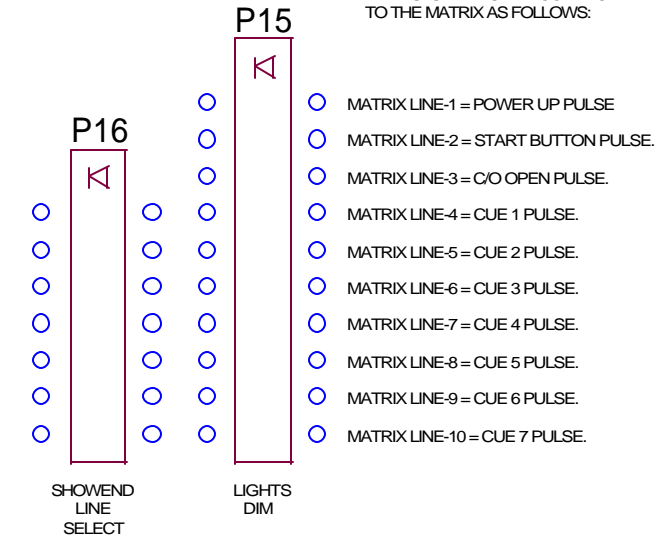 TO THE MATRIX AS FOLLOWS:
P15
P16
MATRIX LINE-1 = POWER UP PULSE
MATRIX LINE-2 = START BUTTON PULSE.
MATRIX LINE-3 = C/O OPEN PULSE.
MATRIX LINE-4 = CUE 1 PULSE.
MATRIX LINE-5 = CUE 2 PULSE.
MATRIX LINE-6 = CUE 3 PULSE.
MATRIX LINE-7 = CUE 4 PULSE.
MATRIX LINE-8 = CUE 5 PULSE.
MATRIX LINE-9 = CUE 6 PULSE.
MATRIX LINE-10 = CUE 7 PULSE.
SHOWEND
LINE
SELECT
LIGHTS
DIM